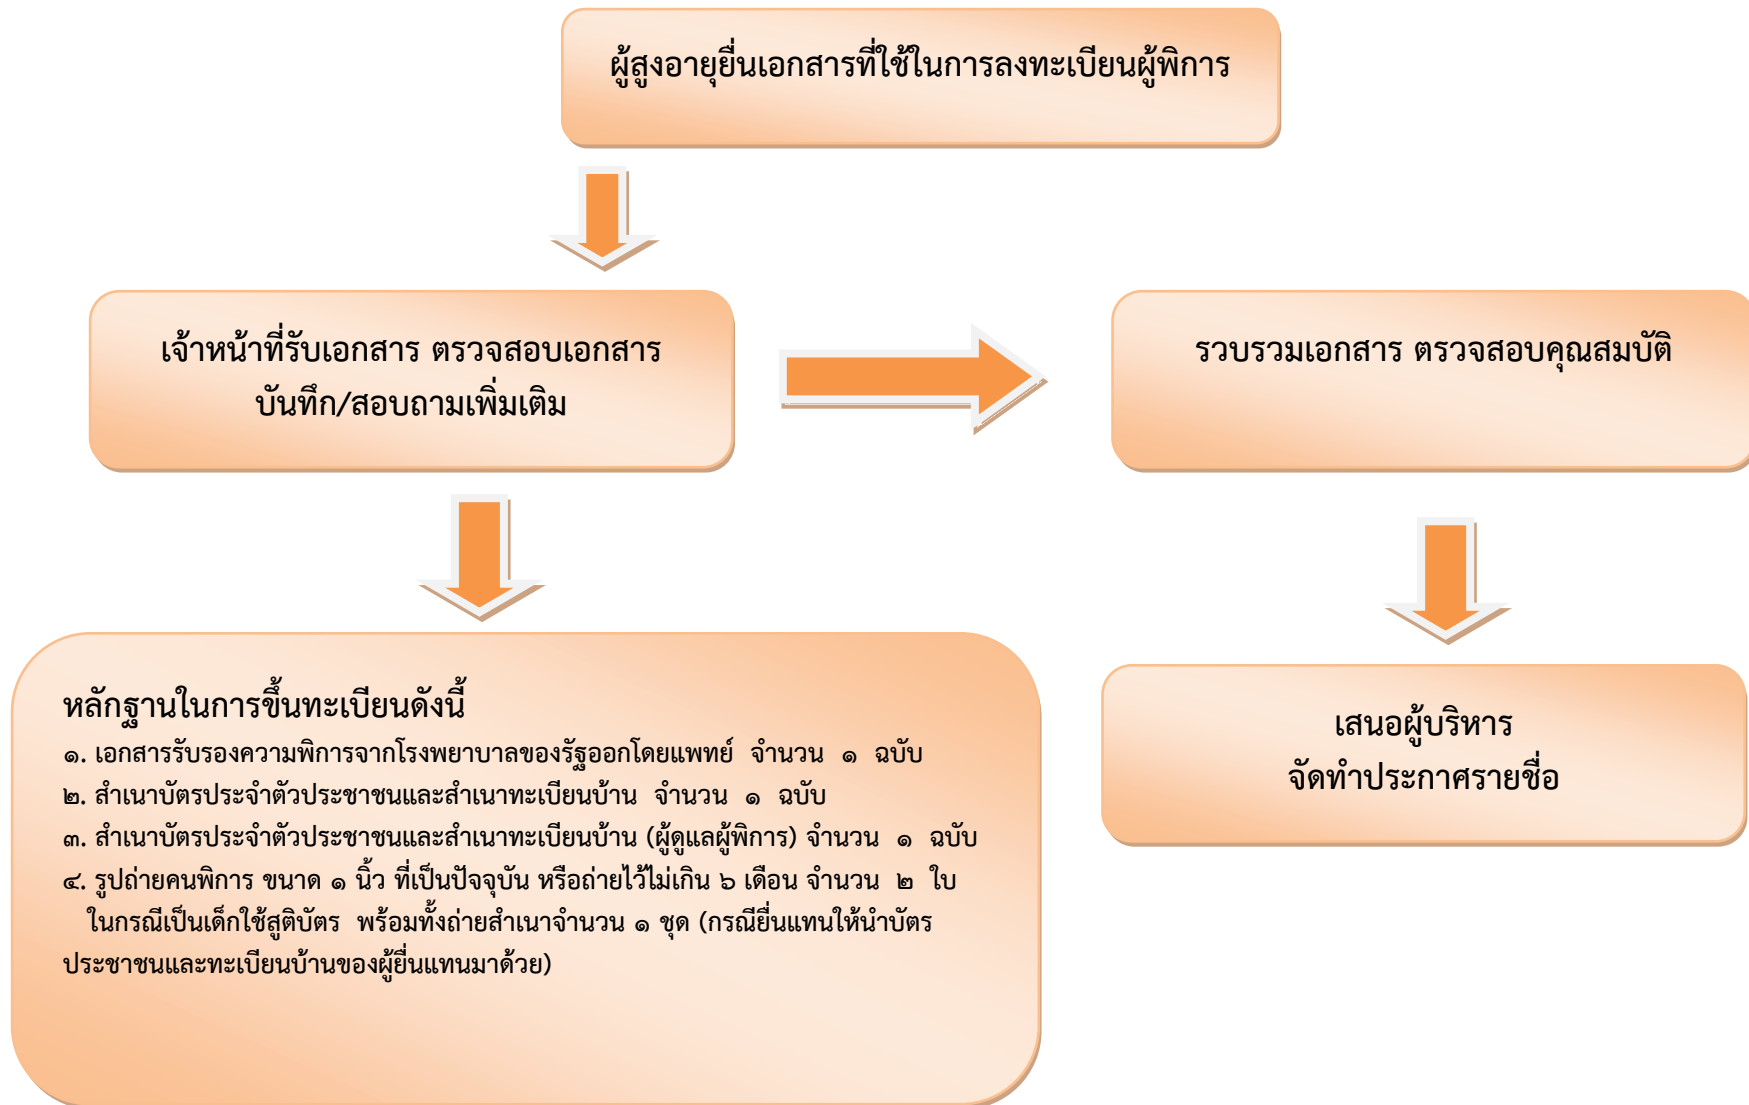 ผู้สูงอายุยื่นเอกสารที่ใช้ในการลงทะเบียนผู้พิการ
เจ้าหน้าที่รับเอกสาร ตรวจสอบเอกสาร
บันทึก/สอบถามเพิ่มเติม
รวบรวมเอกสาร ตรวจสอบคุณสมบัติ
หลักฐานในการขึ้นทะเบียนดังนี้
๑. เอกสารรับรองความพิการจากโรงพยาบาลของรัฐออกโดยแพทย์ จำนวน ๑ ฉบับ
๒. สำเนาบัตรประจำตัวประชาชนและสำเนาทะเบียนบ้าน จำนวน ๑ ฉบับ
๓. สำเนาบัตรประจำตัวประชาชนและสำเนาทะเบียนบ้าน (ผู้ดูแลผู้พิการ) จำนวน ๑ ฉบับ
๔. รูปถ่ายคนพิการ ขนาด ๑ นิ้ว ที่เป็นปัจจุบัน หรือถ่ายไว้ไม่เกิน ๖ เดือน จำนวน ๒ ใบ
ในกรณีเป็นเด็กใช้สูติบัตร พร้อมทั้งถ่ายสำเนาจำนวน ๑ ชุด (กรณียื่นแทนให้นำบัตร
ประชาชนและทะเบียนบ้านของผู้ยื่นแทนมาด้วย)
เสนอผู้บริหาร
จัดทำประกาศรายชื่อ